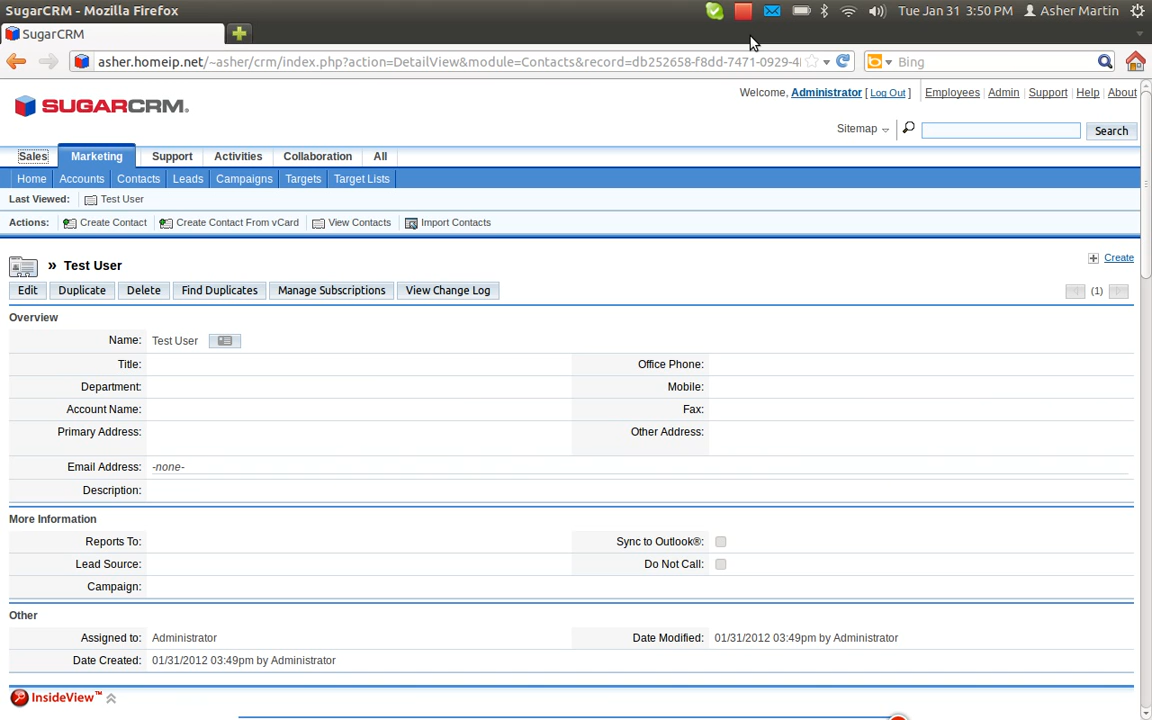 SugarCRM - Mozilla Firefox
Tue Jan 31 3:50 PM Asher Martin
SugarCRM
asher.homeip.net/~asher/crm/index.php?action=DetailView&module=Contacts&record=db252658-f8dd-7471-0929-4 Bing
Welcome, Administrator [ Log Out ] Employees Admin Support Help About
SUGARCRM.
Sitemap Search
Sales Marketing Support Activities Collaboration All
Home Accounts Contacts Leads Campaigns Targets Target Lists
Last Viewed: Test User
Actions: Create Contact Create Contact From vCard View Contacts Import Contacts
» Test User Create
Edit Duplicate Delete Find Duplicates Manage Subscriptions View Change Log (1)
Overview
Name: Test User
Title: Office Phone:
Department: Mobile:
Account Name: Fax:
Primary Address: Other Address:
Email Address: -none-
Description:
More Information
Reports To: Sync to Outlook®:
Lead Source: Do Not Call:
Campaign:
Other
Assigned to: Administrator Date Modified: 01/31/2012 03:49pm by Administrator
Date Created: 01/31/2012 03:49pm by Administrator
InsideView™